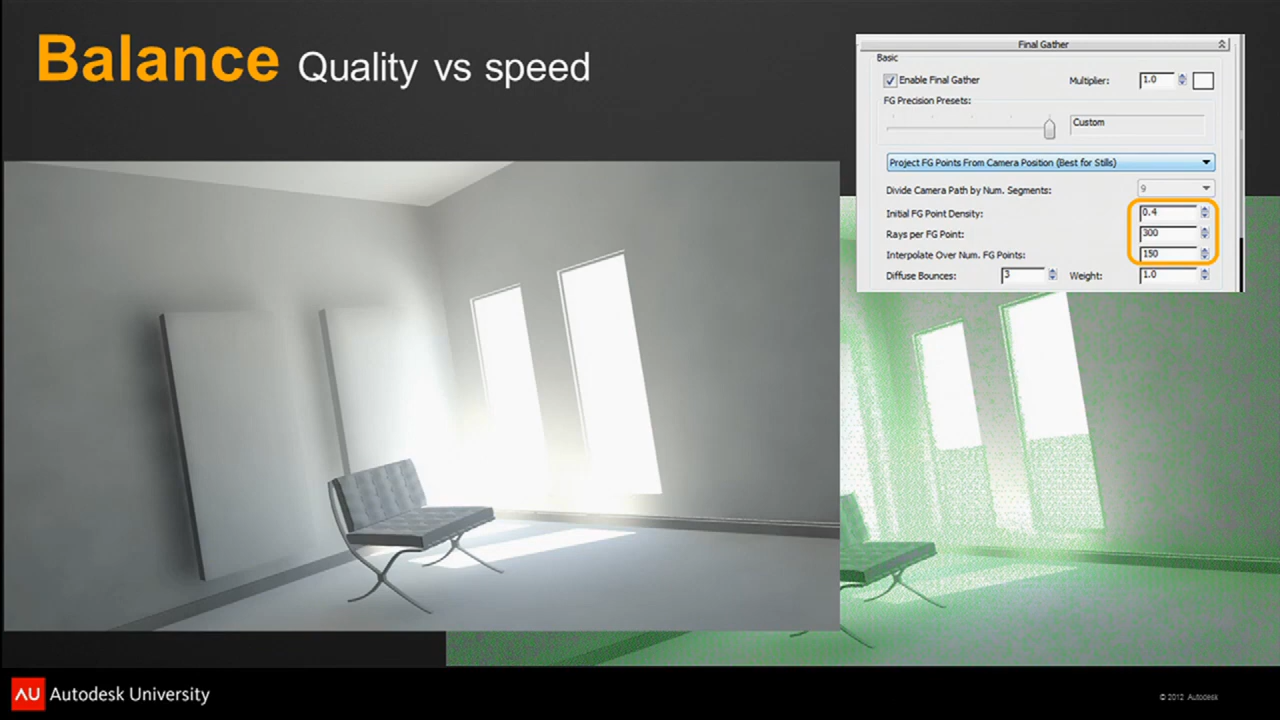 Balance Quality vs speed
Final Gather
Basic
Enable Final Gather Multiplier: 1.0
FG Precision Presets:
Custom
Project FG Points From Camera Position (Best for Stills)
Divide Camera Path by Num. Segments: 9
Initial FG Point Density: 0.4
Rays per FG Point: 300
Interpolate Over Num. FG Points: 150
Diffuse Bounces: 3 Weight: 1.0
AU Autodesk University
© 2012 Autodesk